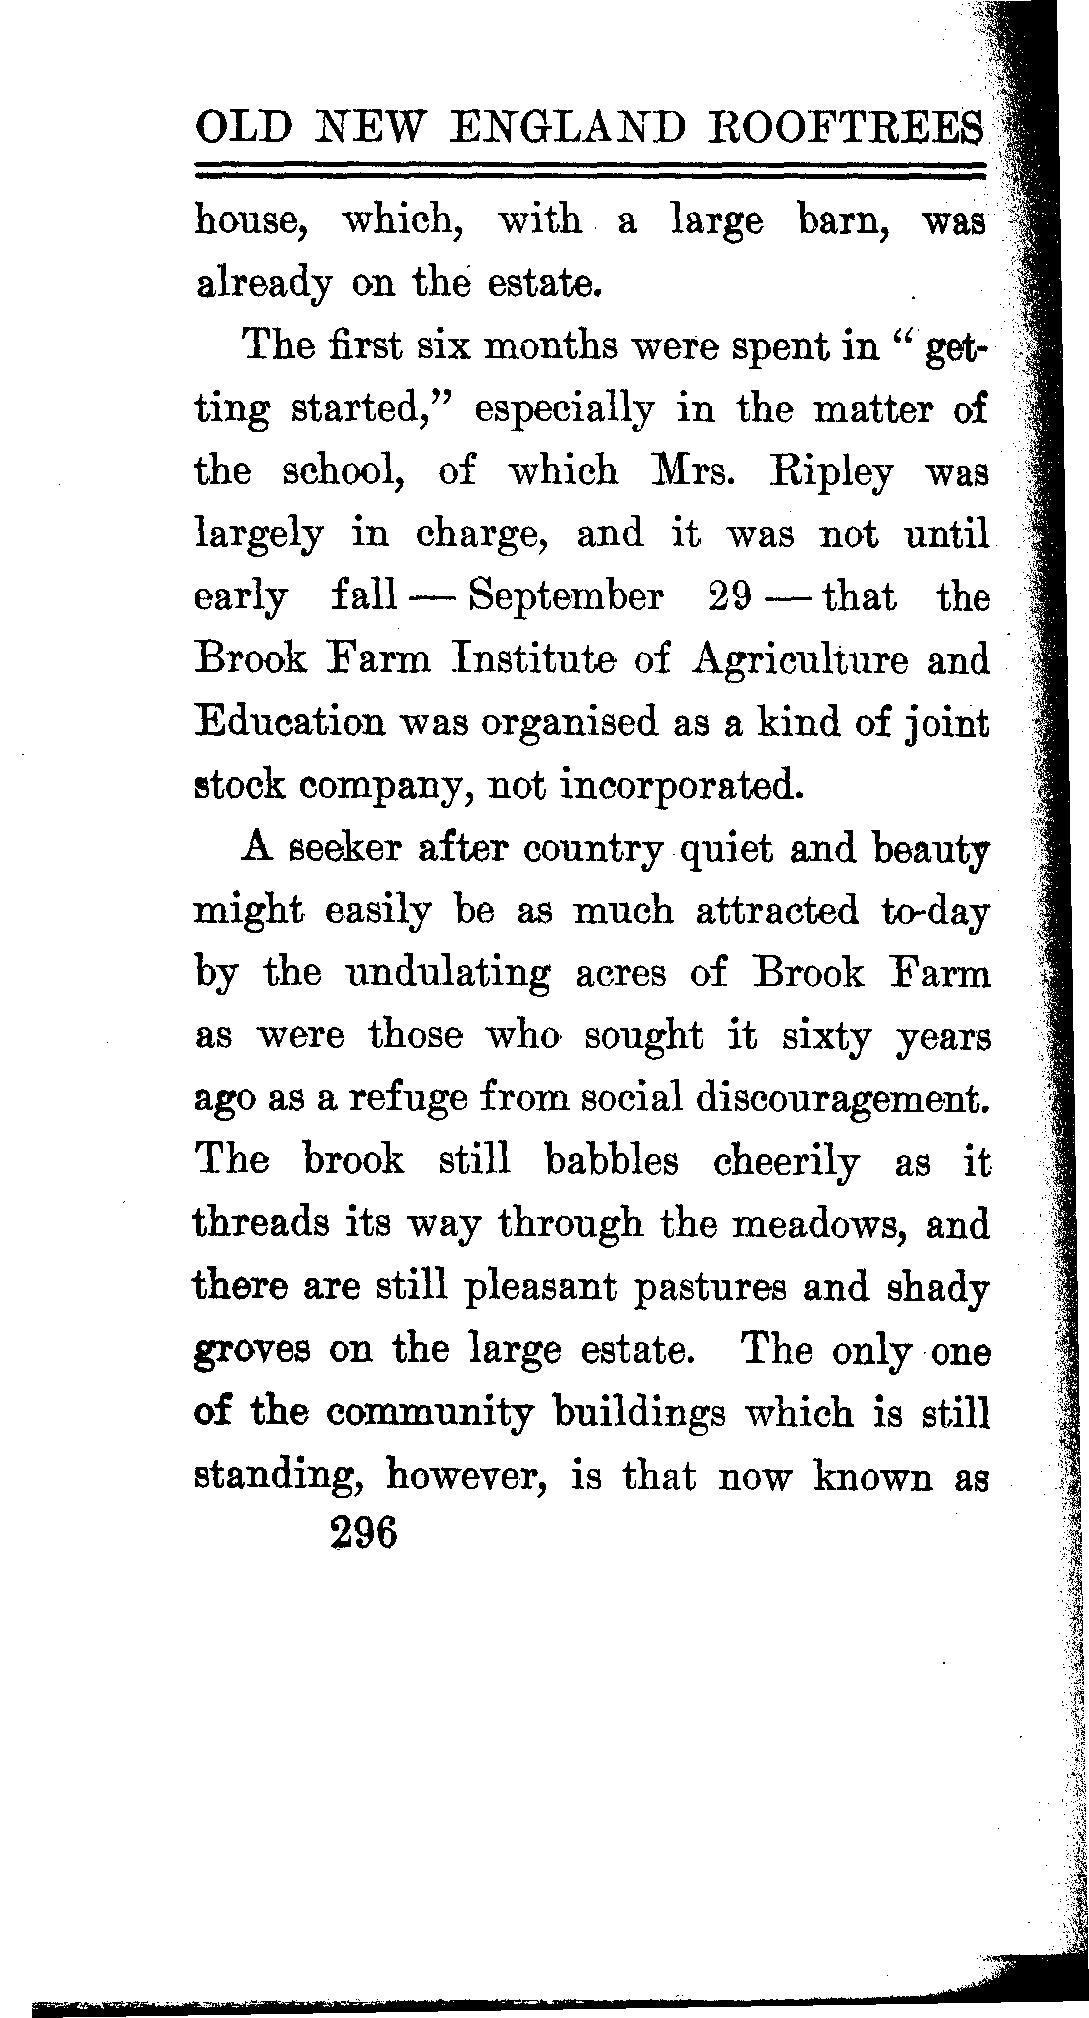 OLD NEW ENGLAND ROOFTREES
house, which, with a large barn, was
already on the estate.
The first six months were spent in “ get-
ting started,” especially in the matter of
the school, of which Mrs. Ripley was
largely in charge, and it was not until
early fall — September 29 — that the
Brook Farm Institute of Agriculture and
Education was organised as a kind of joint
stock company, not incorporated.
A seeker after country quiet and beauty
might easily be as much attracted to-day
by the undulating acres of Brook Farm
as were those who sought it sixty years
ago as a refuge from social discouragement.
The brook still babbles cheerily as it
threads its way through the meadows, and
there are still pleasant pastures and shady
groves on the large estate. The only one
of the community buildings which is still
standing, however, is that now known as
296